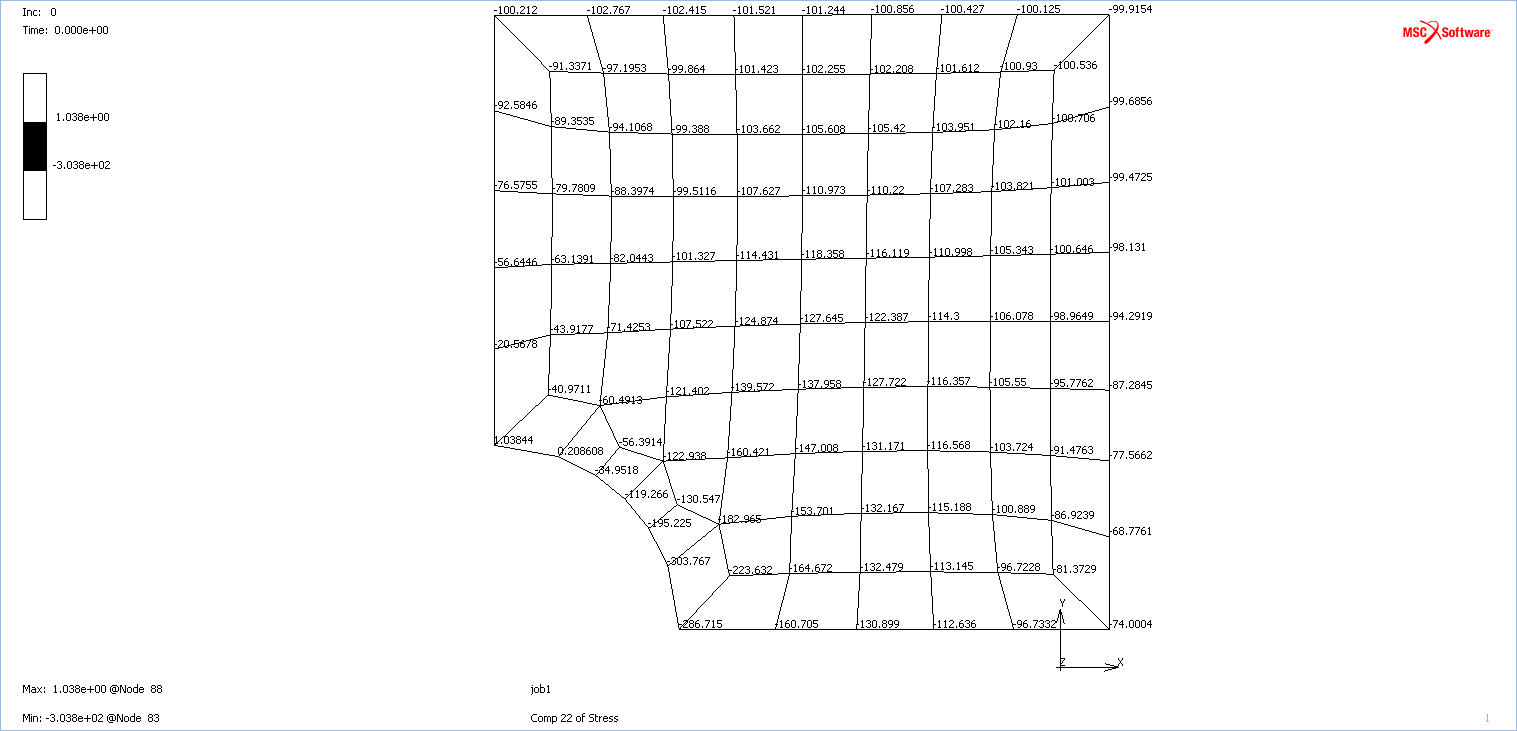 Inc: 0
Time: 0.000e+00
MSC Software
1.038e+00
-3.038e+02
-100.212 -102.767 -102.415 -101.521 -101.244 -100.856 -100.427 -100.125 -99.9154
-91.3371 -97.1953 -99.864 -101.423 -102.255 -102.208 -101.612 -100.93 -100.536
-92.5846 -99.6856
-89.3535 -94.1068 -99.388 -103.662 -105.608 -105.42 -103.951 -102.16 -100.706
-76.5755 -79.7809 -88.3974 -99.5116 -107.627 -110.973 -110.22 -107.283 -103.821 -101.003 -99.4725
-56.6446 -63.1391 -82.0443 -101.327 -114.431 -118.358 -116.119 -110.998 -105.343 -100.646 -98.131
-43.9177 -71.4253 -107.522 -124.874 -127.645 -122.387 -114.3 -106.078 -98.9649 -94.2919
-20.5678
-40.9711 -60.4913 -121.402 -139.572 -137.958 -127.722 -116.357 -105.55 -95.7762 -87.2845
1.03844 0.208608 -56.3914 -122.938 -160.421 -147.008 -131.171 -116.568 -103.724 -91.4763 -77.5662
-34.9518
-119.266 -130.547 -182.965 -153.701 -132.167 -115.188 -100.889 -86.9239 -68.7761
-195.225
-303.767 -223.632 -164.672 -132.479 -113.145 -96.7228 -81.3729
-286.715 -160.705 -130.899 -112.636 -96.7332 -74.0004
Y
Z X
Max: 1.038e+00 @Node 88
job1
Min: -3.038e+02 @Node 83
Comp 22 of Stress
1